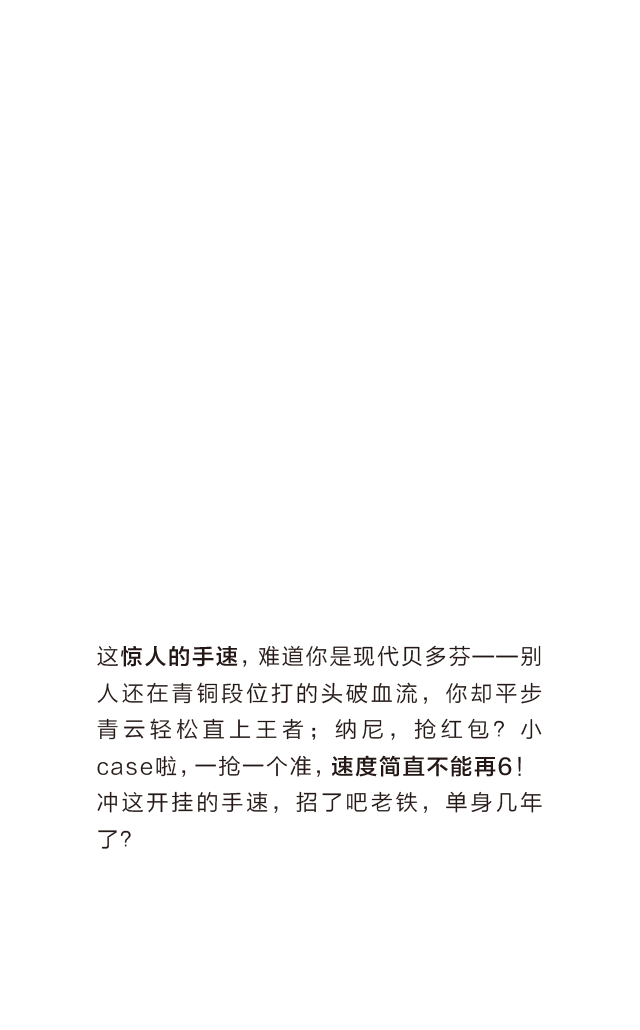 这惊人的手速，难道你是现代贝多芬——别
人还在青铜段位打的头破血流，你却平步
青云轻松直上王者；纳尼，抢红包？小
case啦，一抢一个准，速度简直不能再6！
冲这开挂的手速，招了吧老铁，单身几年
了？